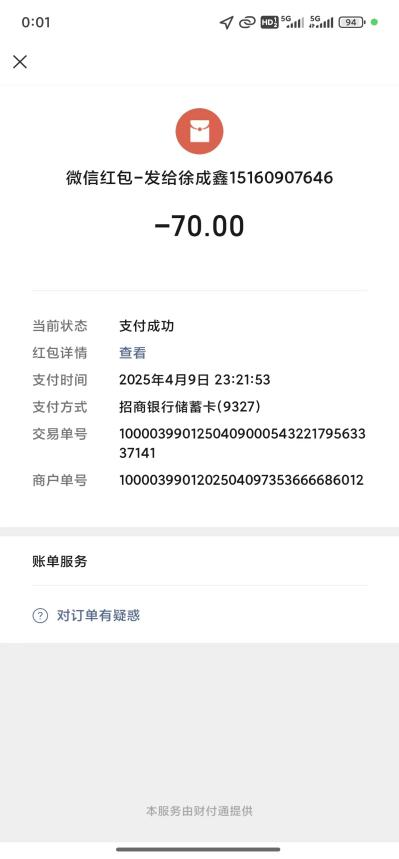 0:01
HD 5G 5G 94
微信红包-发给徐成鑫15160907646
-70.00
当前状态 支付成功
红包详情 查看
支付时间 2025年4月9日 23:21:53
支付方式 招商银行储蓄卡(9327)
交易单号 1000039901250409000543221795633
37141
商户单号 1000039901202504097353666686012
账单服务
? 对订单有疑惑
本服务由财付通提供